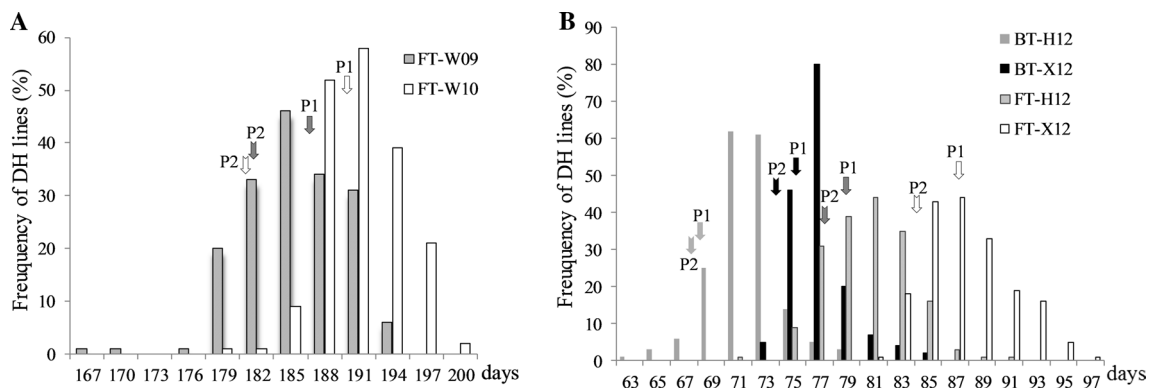 A
Freuquency of DH lines (%)
60
50
40
30
20
10
0
FT-W09
FT-W10
P1
P1
P2
P2
167 170 173 176 179 182 185 188 191 194 197 200 days
B
Freuquency of DH lines (%)
90
80
70
60
50
40
30
20
10
0
BT-H12
BT-X12
FT-H12
FT-X12
P1
P2
P1
P2
P1
P2
P1
P2
63 65 67 69 71 73 75 77 79 81 83 85 87 89 91 93 95 97 days